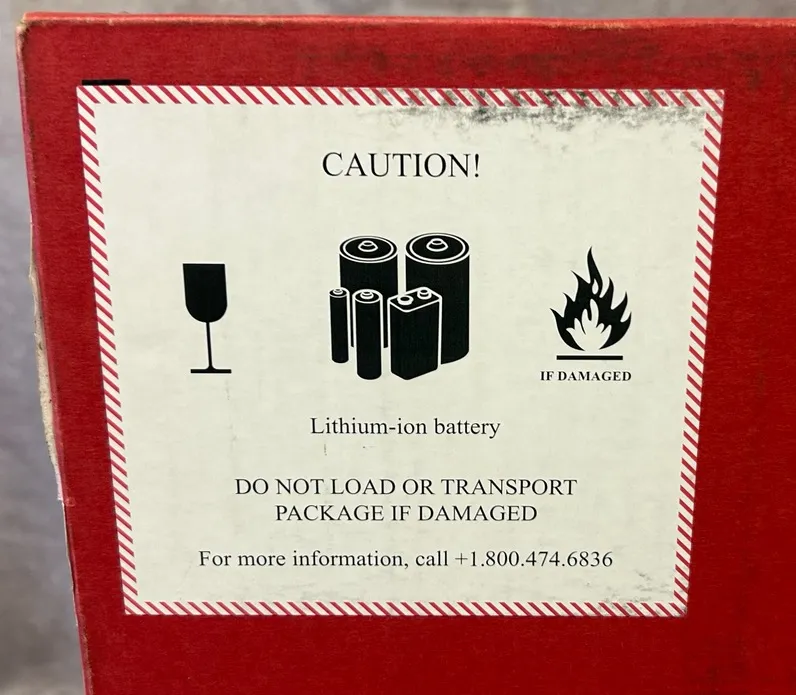 CAUTION!
IF DAMAGED
Lithium-ion battery
DO NOT LOAD OR TRANSPORT
PACKAGE IF DAMAGED
For more information, call +1.800.474.6836